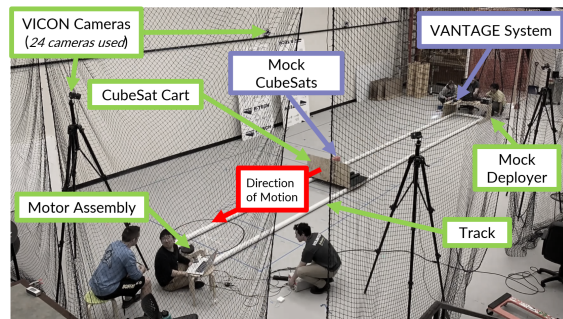 VICON Cameras
(24 cameras used)
VANTAGE System
Mock
CubeSats
CubeSat Cart
Mock
Deployer
Direction
of Motion
Motor Assembly
Track